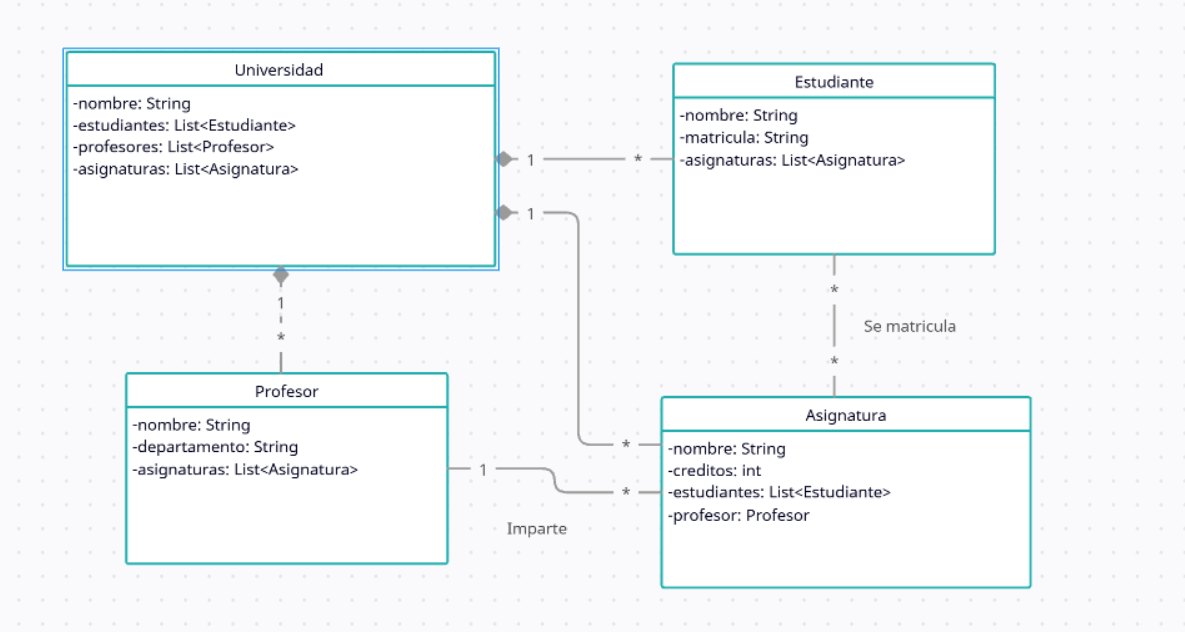 Universidad
-nombre: String
-estudiantes: List<Estudiante>
-profesores: List<Profesor>
-asignaturas: List<Asignatura>
Estudiante
-nombre: String
-matricula: String
-asignaturas: List<Asignatura>
1
*
1
*
1
*
*
Se matricula
*
Profesor
-nombre: String
-departamento: String
-asignaturas: List<Asignatura>
1
*
Imparte
Asignatura
-nombre: String
-creditos: int
-estudiantes: List<Estudiante>
-profesor: Profesor